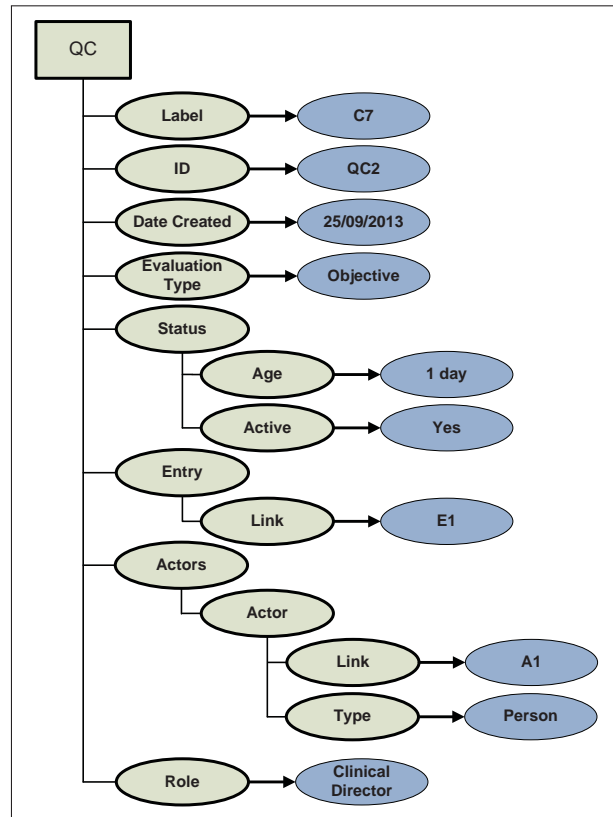 QC
Label
C7
ID
QC2
Date Created
25/09/2013
Evaluation
Type
Objective
Status
Age
1 day
Active
Yes
Entry
Link
E1
Actors
Actor
Link
A1
Type
Person
Role
Clinical
Director